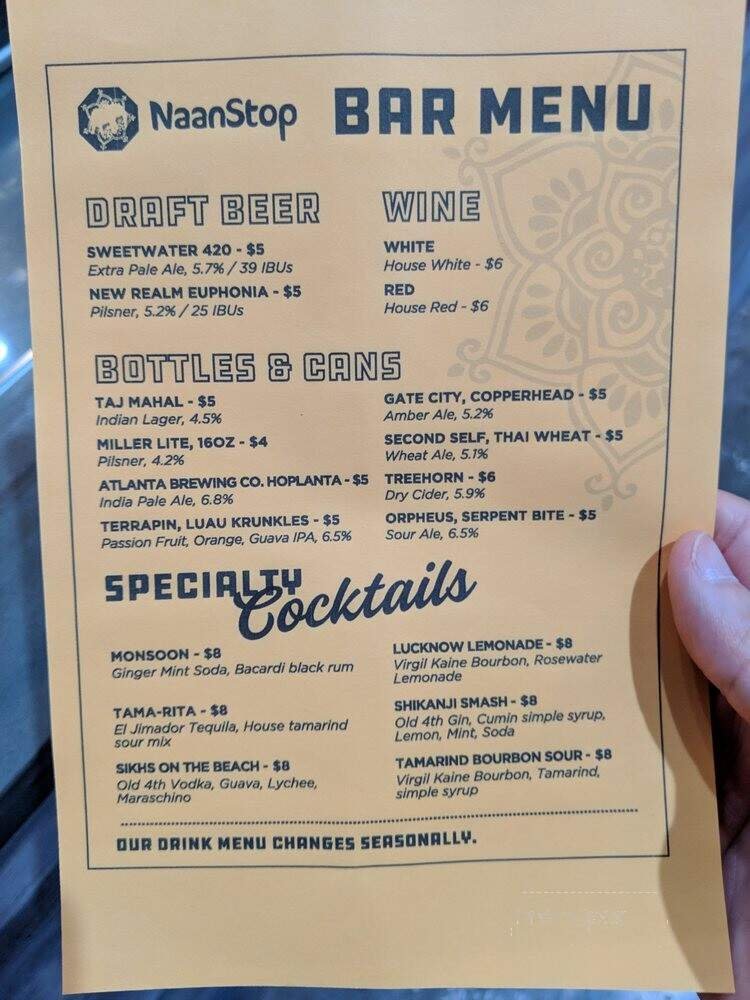 NaanStop BAR MENU
DRAFT BEER
SWEETWATER 420 - $5
Extra Pale Ale, 5.7% / 39 IBUs
NEW REALM EUPHONIA - $5
Pilsner, 5.2% / 25 IBUs
WINE
WHITE
House White - $6
RED
House Red - $6
BOTTLES & CANS
TAJ MAHAL - $5
Indian Lager, 4.5%
MILLER LITE, 16OZ - $4
Pilsner, 4.2%
ATLANTA BREWING CO. HOPLANTA - $5
India Pale Ale, 6.8%
TERRAPIN, LUAU KRUNKLES - $5
Passion Fruit, Orange, Guava IPA, 6.5%
GATE CITY, COPPERHEAD - $5
Amber Ale, 5.2%
SECOND SELF, THAI WHEAT - $5
Wheat Ale, 5.1%
TREEHORN - $6
Dry Cider, 5.9%
ORPHEUS, SERPENT BITE - $5
Sour Ale, 6.5%
SPECIALTY
Cocktails
MONSOON - $8
Ginger Mint Soda, Bacardi black rum
TAMA-RITA - $8
El Jimador Tequila, House tamarind
sour mix
SIKHS ON THE BEACH - $8
Old 4th Vodka, Guava, Lychee,
Maraschino
LUCKNOW LEMONADE - $8
Virgil Kaine Bourbon, Rosewater
Lemonade
SHIKANJI SMASH - $8
Old 4th Gin, Cumin simple syrup,
Lemon, Mint, Soda
TAMARIND BOURBON SOUR - $8
Virgil Kaine Bourbon, Tamarind,
simple syrup
OUR DRINK MENU CHANGES SEASONALLY.